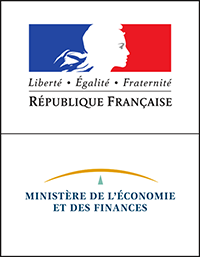 Liberté • Égalité • Fraternité
RÉPUBLIQUE FRANÇAISE
MINISTÈRE DE L'ÉCONOMIE
ET DES FINANCES